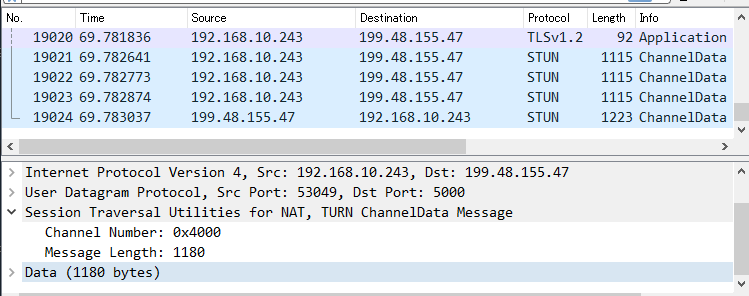 No. Time Source Destination Protocol Length Info
19020 69.781836 192.168.10.243 199.48.155.47 TLSv1.2 92 Application
19021 69.782641 192.168.10.243 199.48.155.47 STUN 1115 ChannelData
19022 69.782773 192.168.10.243 199.48.155.47 STUN 1115 ChannelData
19023 69.782874 192.168.10.243 199.48.155.47 STUN 1115 ChannelData
19024 69.783037 199.48.155.47 192.168.10.243 STUN 1223 ChannelData
Internet Protocol Version 4, Src: 192.168.10.243, Dst: 199.48.155.47
User Datagram Protocol, Src Port: 53049, Dst Port: 5000
Session Traversal Utilities for NAT, TURN ChannelData Message
Channel Number: 0x4000
Message Length: 1180
Data (1180 bytes)